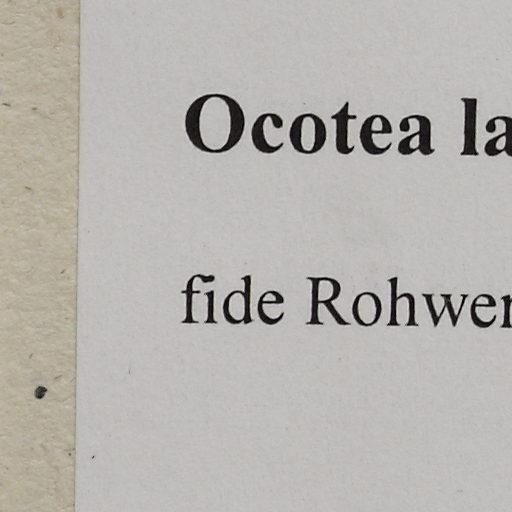 Ocotea la
fide Rohwer